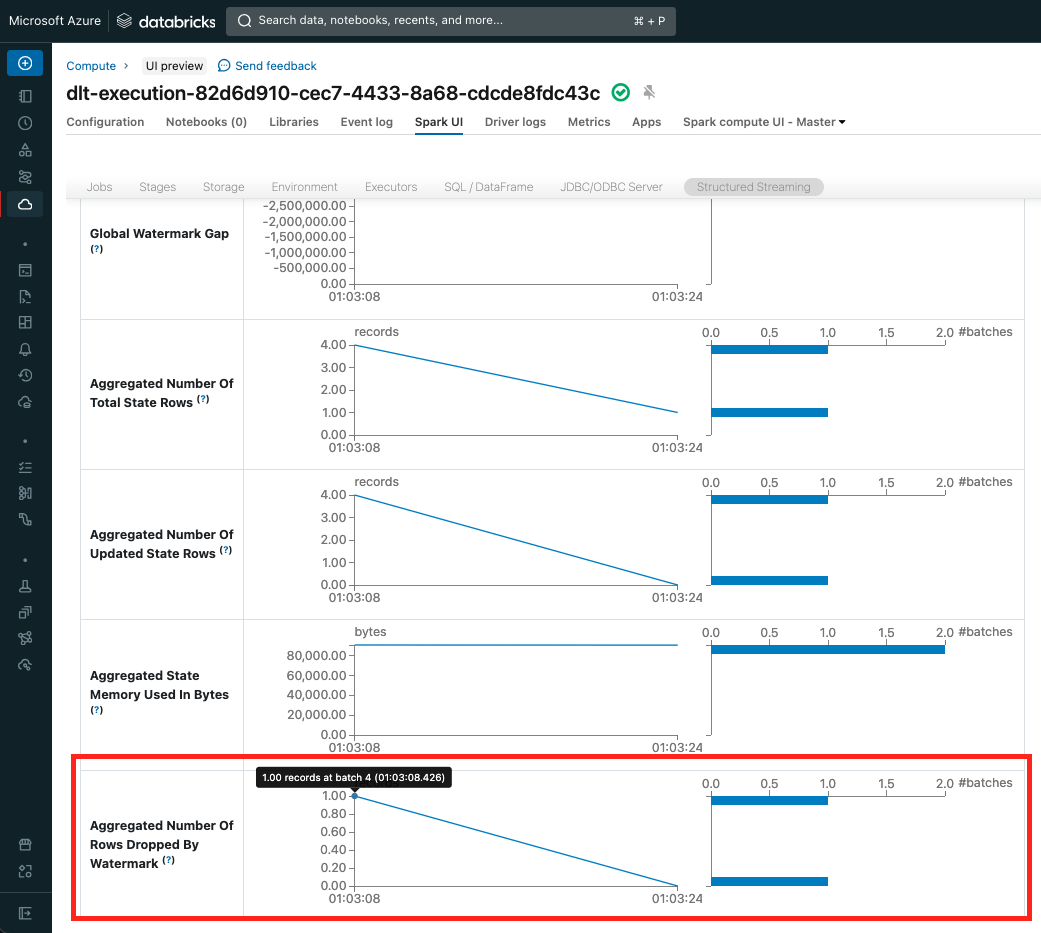 Microsoft Azure databricks Search data, notebooks, recents, and more... ⌘ + P
Compute › UI preview Send feedback
dlt-execution-82d6d910-cec7-4433-8a68-cdcde8fdc43c
Configuration Notebooks (0) Libraries Event log Spark UI Driver logs Metrics Apps Spark compute UI - Master
Jobs Stages Storage Environment Executors SQL / DataFrame JDBC/ODBC Server Structured Streaming
Global Watermark Gap
(?)
-2,500,000.00
-2,000,000.00
-1,500,000.00
-1,000,000.00
-500,000.00
0.00
01:03:08 01:03:24
Aggregated Number Of
Total State Rows (?)
records
4.00
3.00
2.00
1.00
0.00
01:03:08 01:03:24
0.0 0.5 1.0 1.5 2.0 #batches
Aggregated Number Of
Updated State Rows (?)
records
4.00
3.00
2.00
1.00
0.00
01:03:08 01:03:24
0.0 0.5 1.0 1.5 2.0 #batches
Aggregated State
Memory Used In Bytes
(?)
bytes
80,000.00
60,000.00
40,000.00
20,000.00
0.00
01:03:08 01:03:24
0.0 0.5 1.0 1.5 2.0 #batches
Aggregated Number Of
Rows Dropped By
Watermark (?)
1.00 records at batch 4 (01:03:08.426)
1.00
0.80
0.60
0.40
0.20
0.00
01:03:08 01:03:24
0.0 0.5 1.0 1.5 2.0 #batches